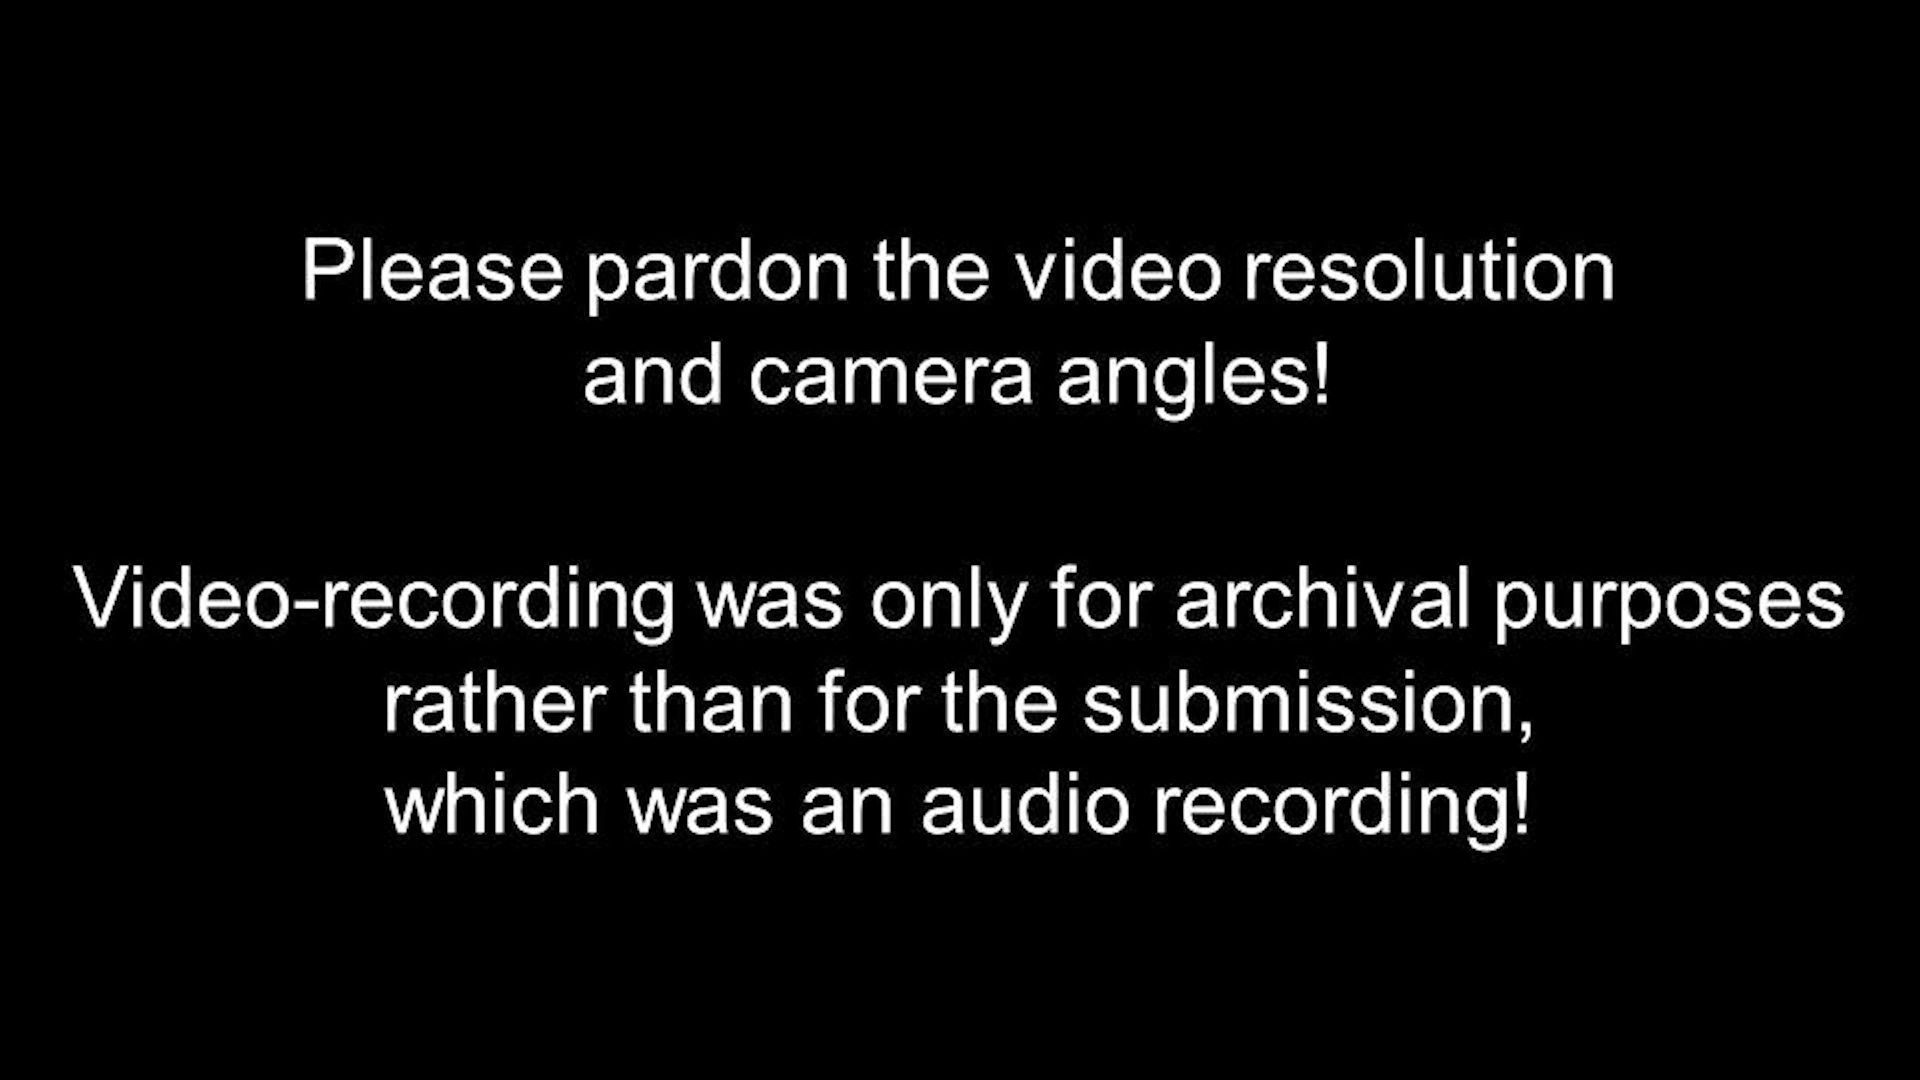 Please pardon the video resolution
and camera angles!
Video-recording was only for archival purposes
rather than for the submission,
which was an audio recording!